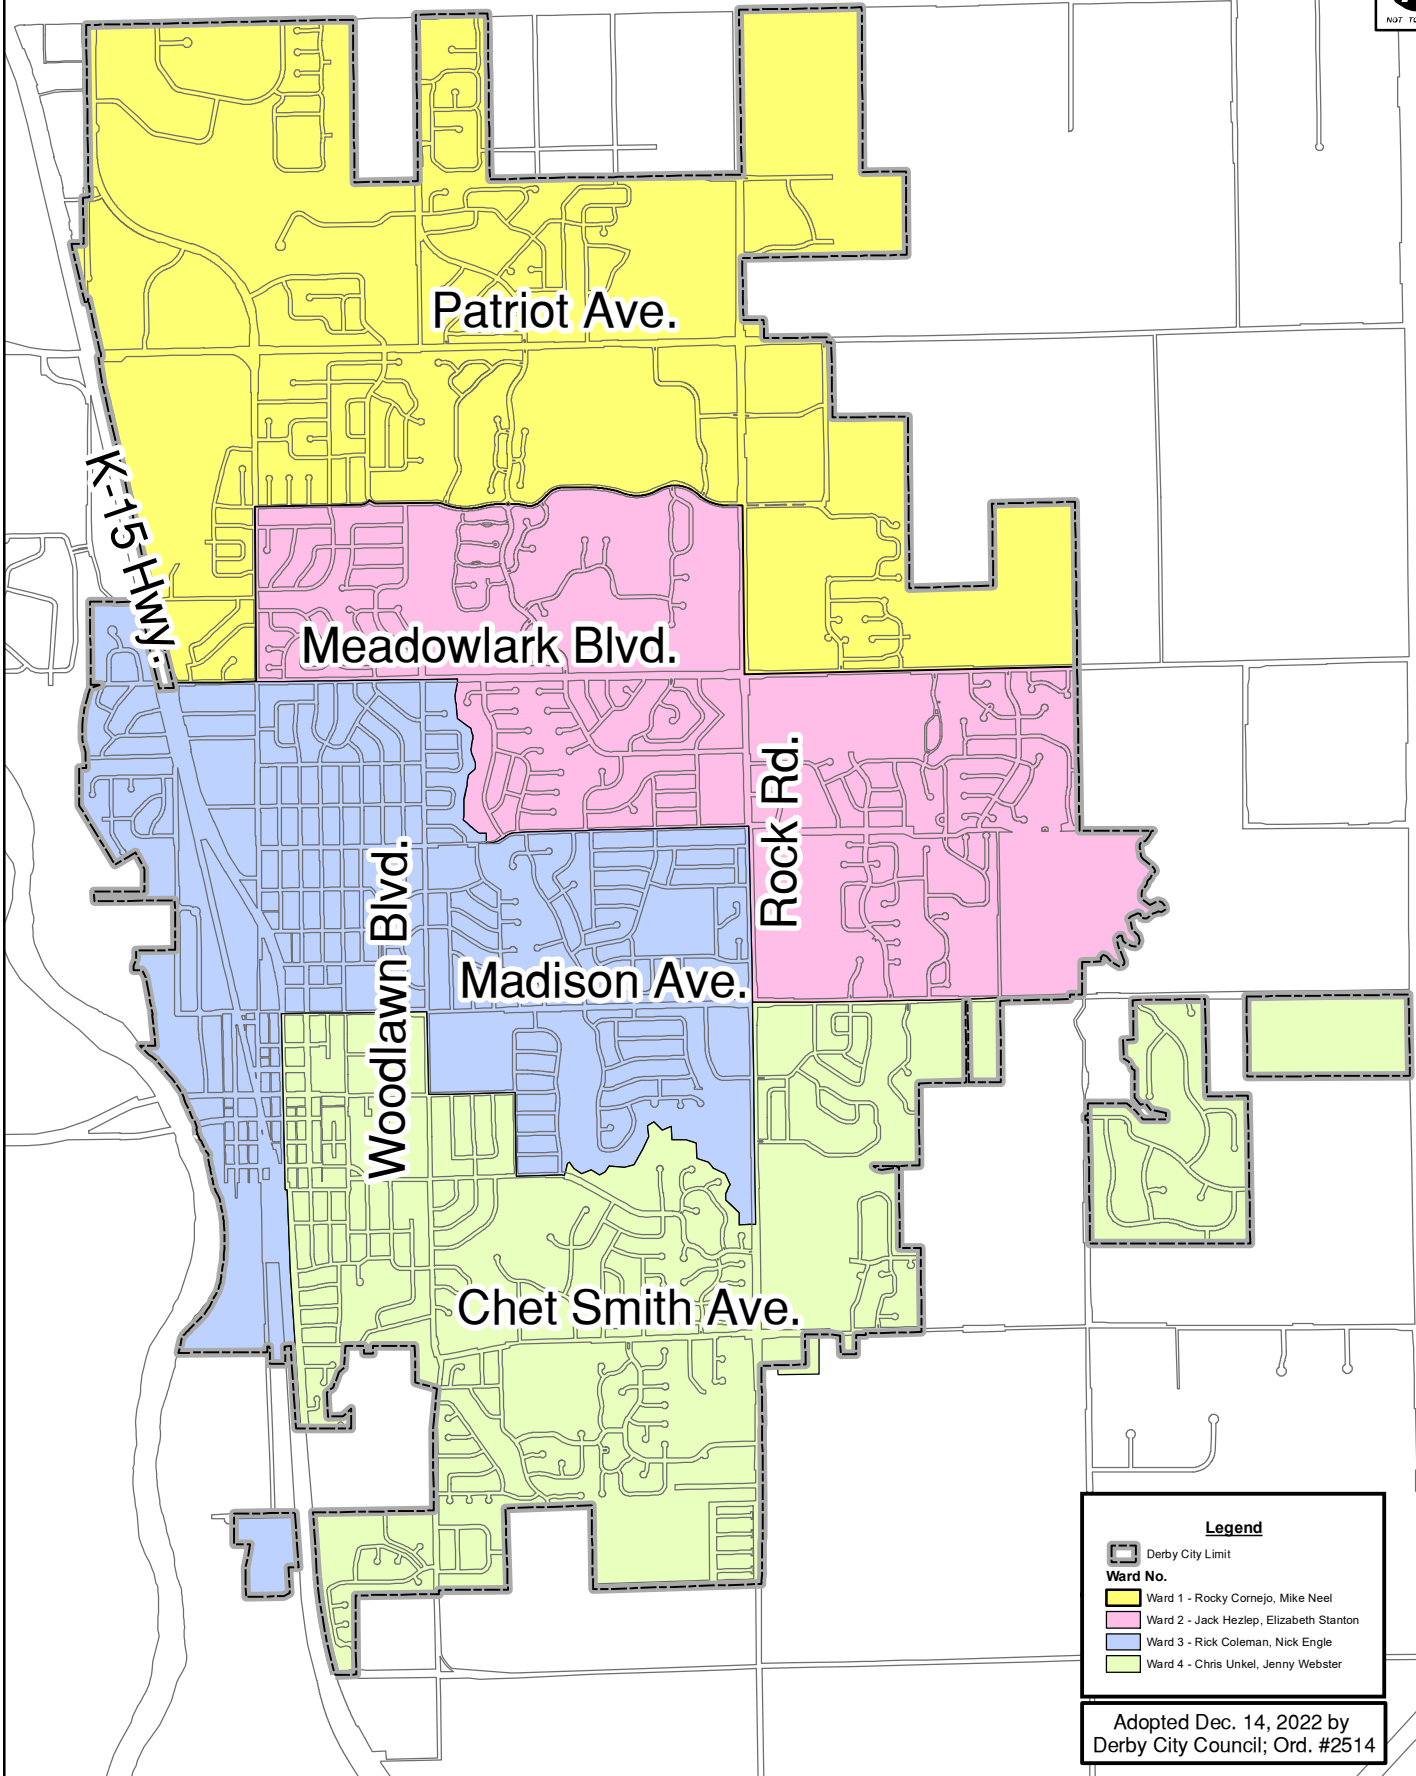 NOT TO
Patriot Ave.
K-15 Hwy.
Meadowlark Blvd.
Rock Rd.
Woodlawn Blvd.
Madison Ave.
Chet Smith Ave.
Legend
Derby City Limit
Ward No.
Ward 1 - Rocky Cornejo, Mike Neel
Ward 2 - Jack Hezlep, Elizabeth Stanton
Ward 3 - Rick Coleman, Nick Engle
Ward 4 - Chris Unkel, Jenny Webster
Adopted Dec. 14, 2022 by
Derby City Council; Ord. #2514